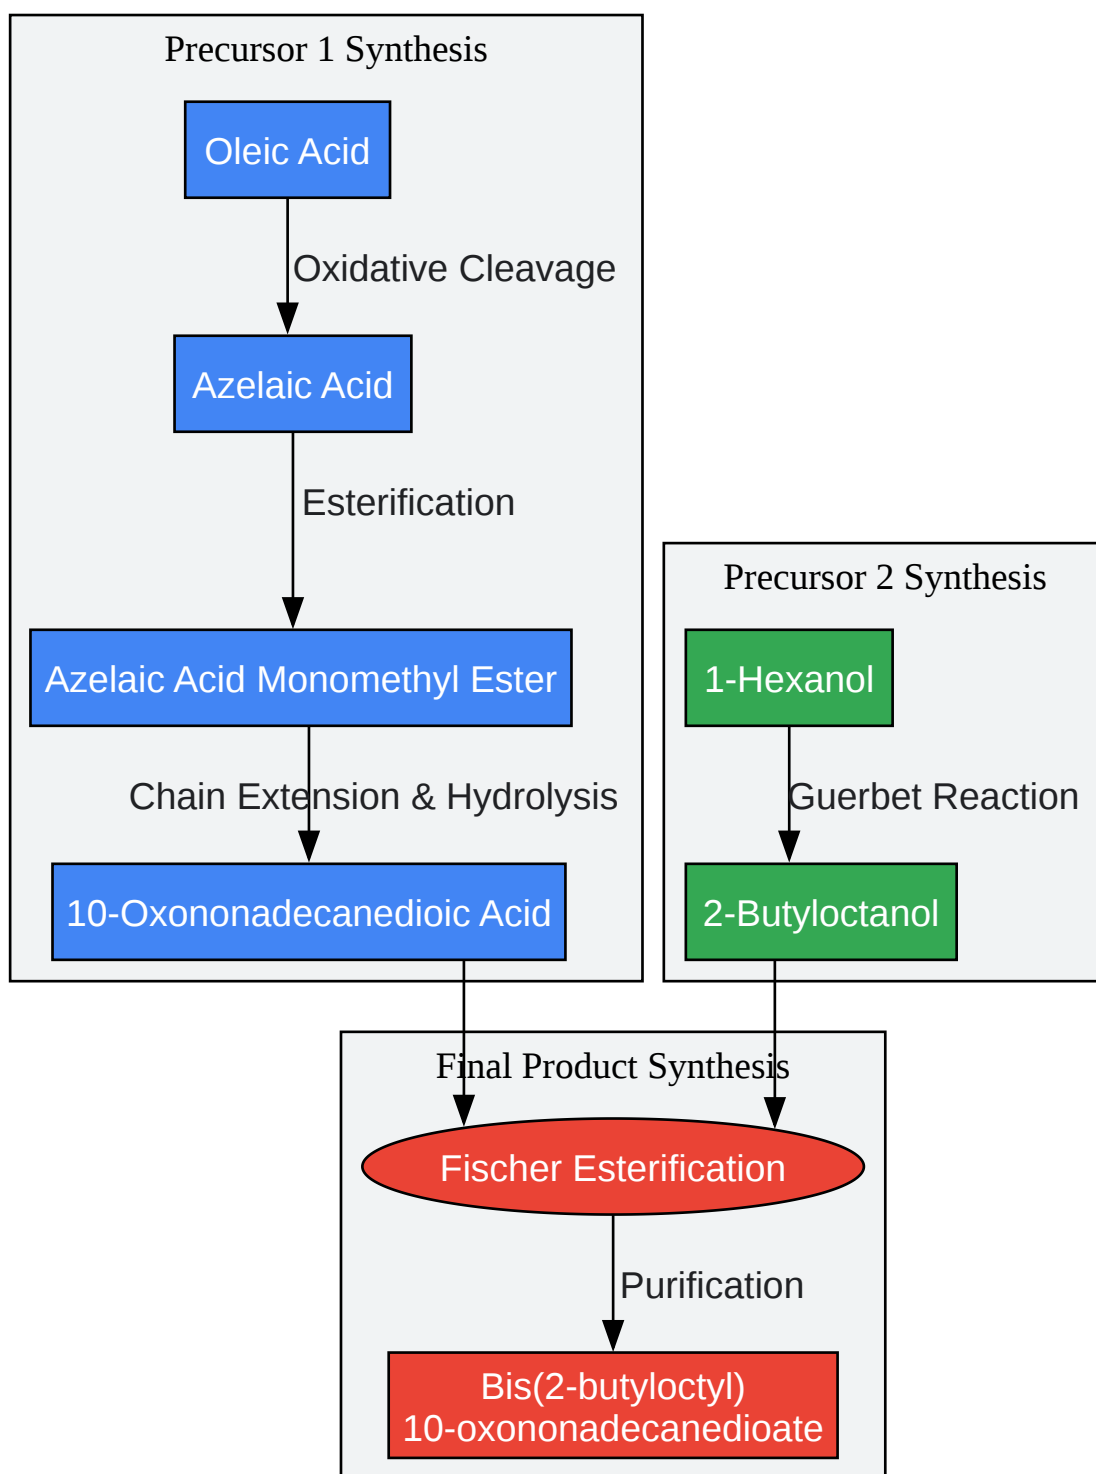 Precursor 1 Synthesis
Oleic Acid
Oxidative Cleavage
Azelaic Acid
Esterification
Azelaic Acid Monomethyl Ester
Chain Extension & Hydrolysis
10-Oxononadecanedioic Acid
Precursor 2 Synthesis
1-Hexanol
Guerbet Reaction
2-Butyloctanol
Final Product Synthesis
Fischer Esterification
Purification
Bis(2-butyloctyl)
10-oxononadecanedioate